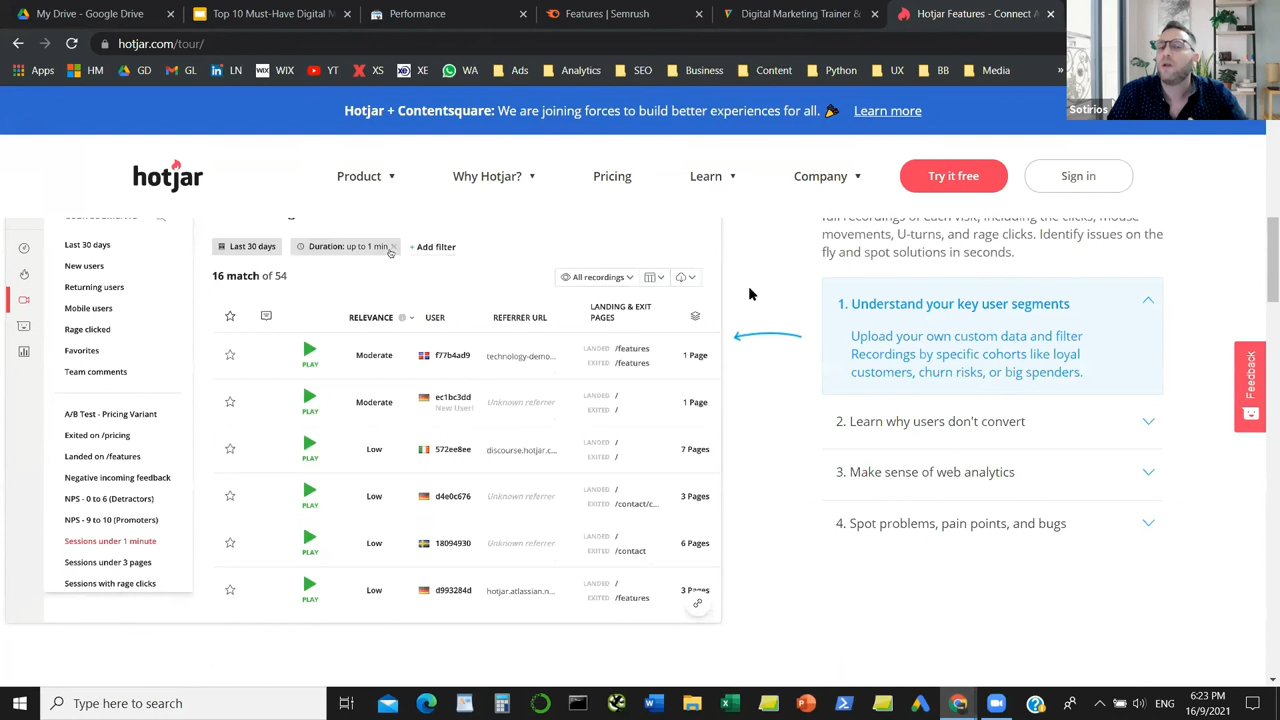 My Drive - Goo
Top 10 Must-Have Digital M
Performance
Features | Semrush
Digital Marketing Trainer &
Hotjar Features - Connect A
hotjar.com/tour/
Apps
HM
GD
GL
LN
WIX
YT
XS
XE
WA
Ads
Analytics
SEO
Business
Content
Python
UX
BB
Media
»
Sotirios
Hotjar + Contentsquare: We are joining forces to build better experiences for all. Learn more
hotjar
Product
Why Hotjar?
Pricing
Learn
Company
Try it free
Sign in
Last 30 days
New users
Returning users
Mobile users
Rage clicked
Favorites
Team comments
A/B Test - Pricing Variant
Exited on /pricing
Landed on /features
Negative incoming feedback
NPS - 0 to 6 (Detractors)
NPS - 9 to 10 (Promoters)
Sessions under 1 minute
Sessions under 3 pages
Sessions with rage clicks
Last 30 days
Duration: up to 1 min
+ Add filter
16 match of 54
All recordings
RELEVANCE
USER
REFERRER URL
LANDING & EXIT
PAGES
PLAY
Moderate
f77b4ad9
technology-demo...
LANDED /features
EXITED /features
1 Page
PLAY
Moderate
ec1bc3dd
New User!
Unknown referrer
LANDED /
EXITED /
1 Page
PLAY
Low
572ee8ee
discourse.hotjar.c...
LANDED /
EXITED /
7 Pages
PLAY
Low
d4e0c676
Unknown referrer
LANDED /
EXITED /contact/c...
3 Pages
PLAY
Low
18094930
Unknown referrer
LANDED /
EXITED /contact
6 Pages
PLAY
Low
d993284d
hotjar.atlassian.n...
LANDED /
EXITED /features
3 Pages
full recordings of each visit, including the clicks, mouse
movements, U-turns, and rage clicks. Identify issues on the
fly and spot solutions in seconds.
1. Understand your key user segments
Upload your own custom data and filter
Recordings by specific cohorts like loyal
customers, churn risks, or big spenders.
2. Learn why users don't convert
3. Make sense of web analytics
4. Spot problems, pain points, and bugs
Feedback
Type here to search
ENG
6:23 PM
16/9/2021